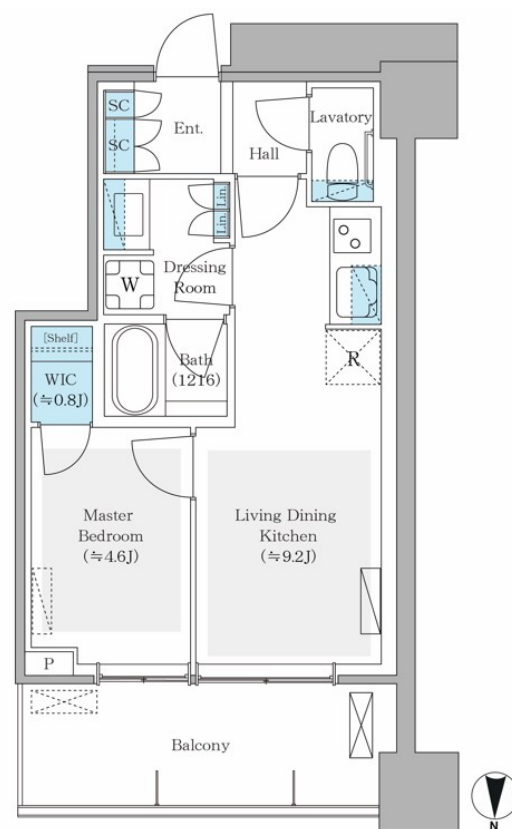 SC
SC
Ent.
Lavatory
Hall
Lin
Lin
W
Dressing
Room
[Shelf]
WIC
(≒0.8J)
Bath
(1216)
R
Master
Bedroom
(≒4.6J)
Living Dining
Kitchen
(≒9.2J)
P
Balcony
N